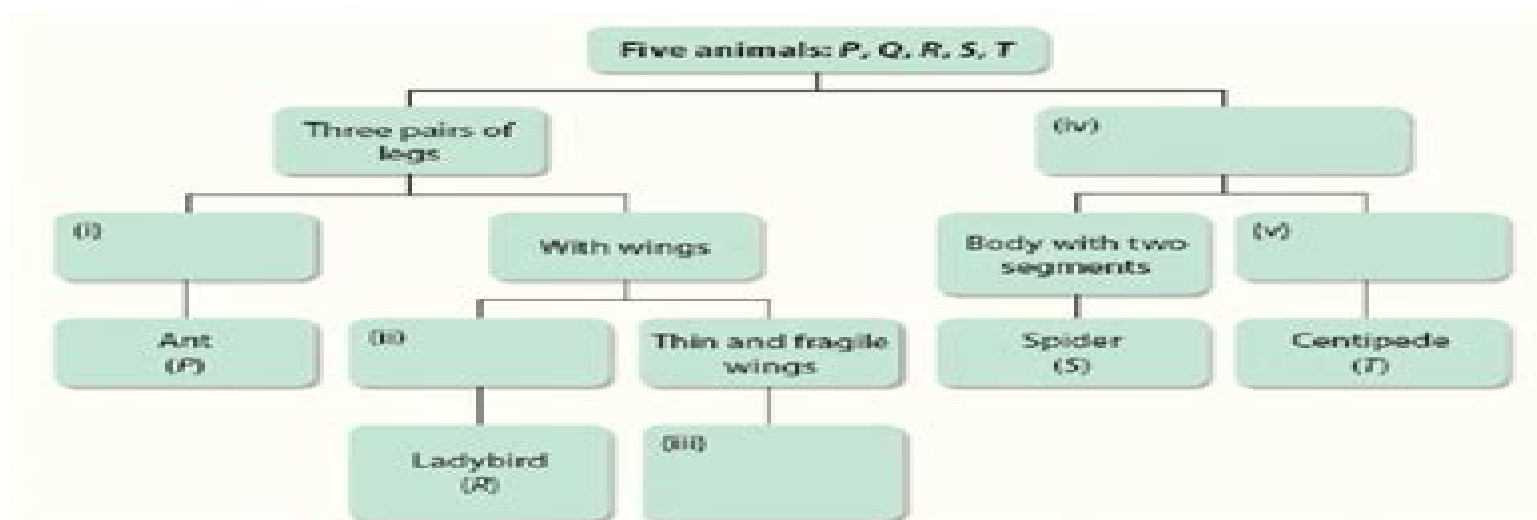 Five animals: P, Q, R, S, T
Three pairs of
legs
(iv)
(i)
With wings
Body with two
segments
(v)
Ant
(P)
(ii)
Thin and fragile
wings
Spider
(S)
Centipede
(T)
Ladybird
(R)
(iii)